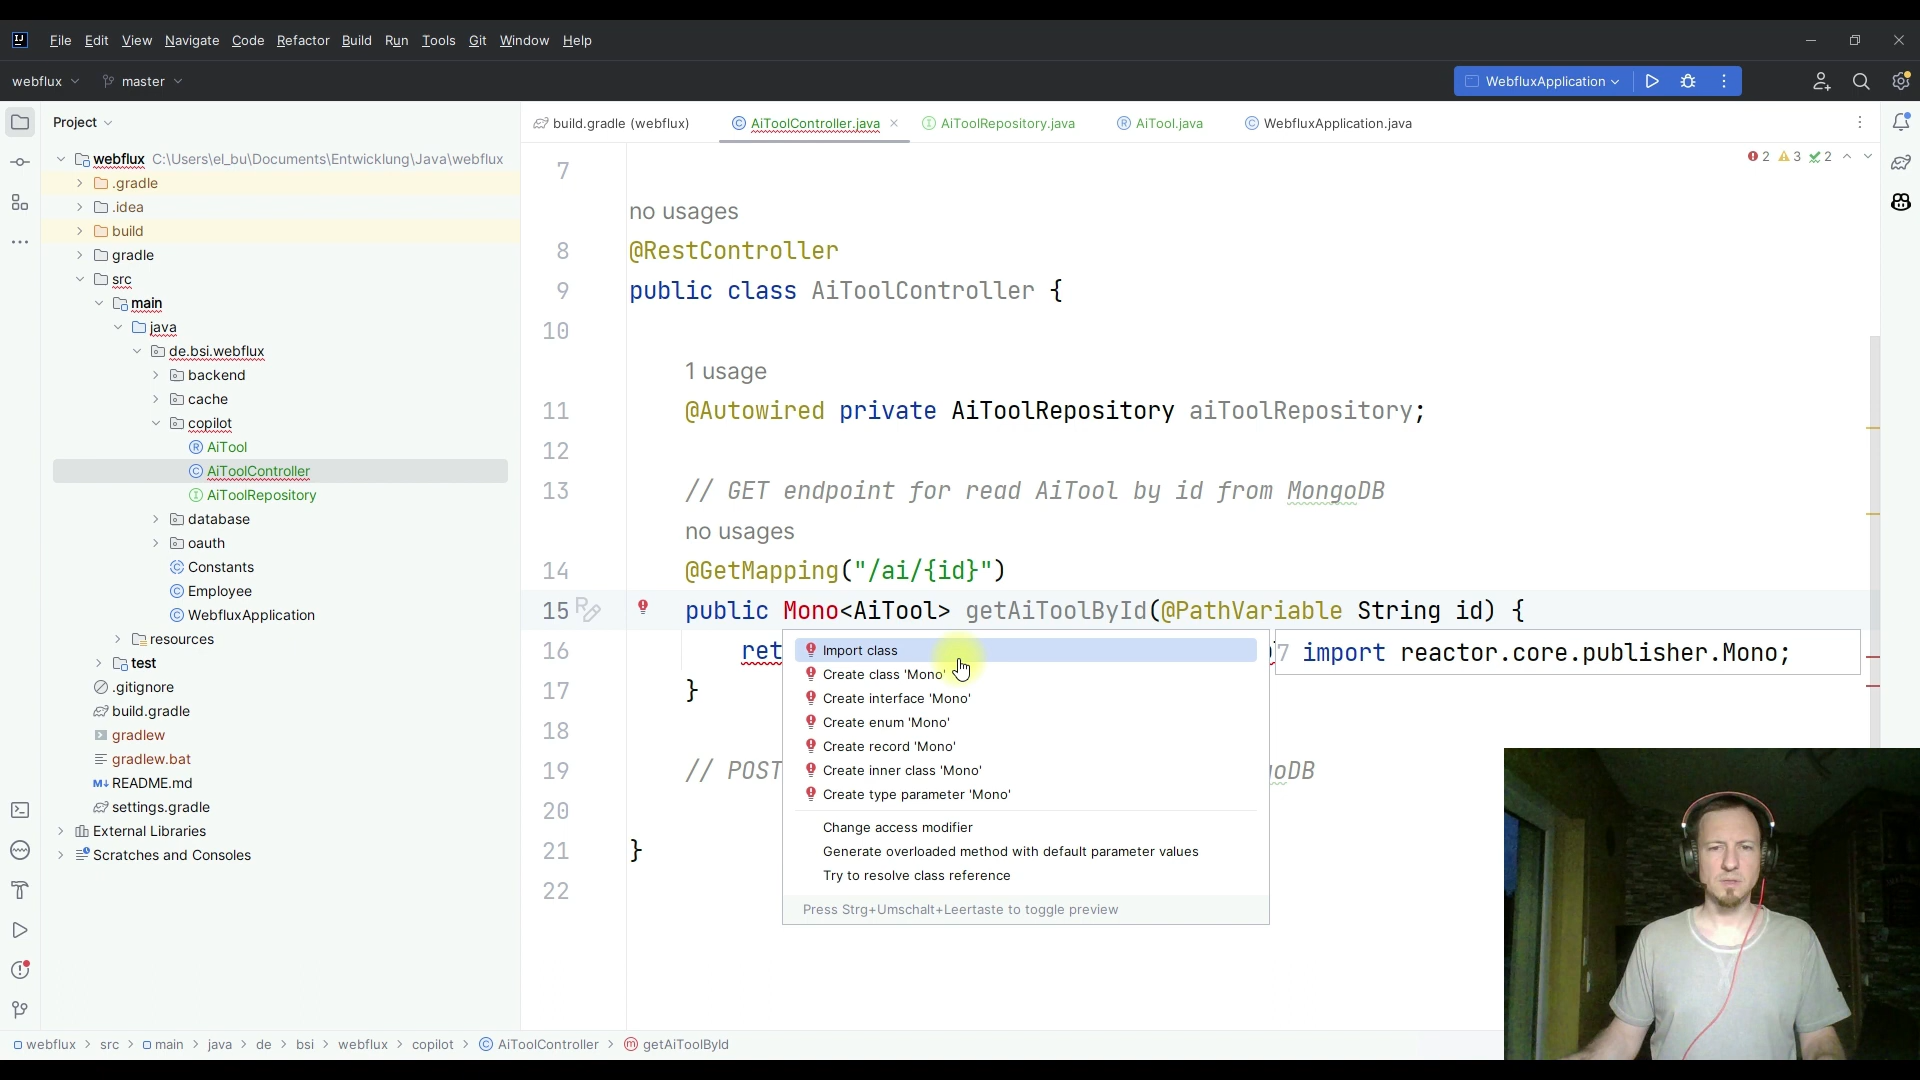 File Edit View Navigate Code Refactor Build Run Tools Git Window Help
webflux master WebfluxApplication
Project
webflux C:\Users\el_bu\Documents\Entwicklung\Java\webflux
.gradle
.idea
build
gradle
src
main
java
de.bsi.webflux
backend
cache
copilot
AiTool
AiToolController
AiToolRepository
database
oauth
Constants
Employee
WebfluxApplication
resources
test
.gitignore
build.gradle
gradlew
gradlew.bat
README.md
settings.gradle
External Libraries
Scratches and Consoles
build.gradle (webflux) AiToolController.java AiToolRepository.java AiTool.java WebfluxApplication.java
2 3 2
7
no usages
8 @RestController
9 public class AiToolController {
10
1 usage
11 @Autowired private AiToolRepository aiToolRepository;
12
13 // GET endpoint for read AiTool by id from MongoDB
no usages
14 @GetMapping("/ai/{id}")
15 public Mono<AiTool> getAiToolById(@PathVariable String id) {
16 ret
17 }
18
19 // POST oDB
20
21 }
22
Import class
Create class 'Mono'
Create interface 'Mono'
Create enum 'Mono'
Create record 'Mono'
Create inner class 'Mono'
Create type parameter 'Mono'
Change access modifier
Generate overloaded method with default parameter values
Try to resolve class reference
Press Strg+Umschalt+Leertaste to toggle preview
7 import reactor.core.publisher.Mono;
webflux > src > main > java > de > bsi > webflux > copilot > AiToolController > getAiToolById